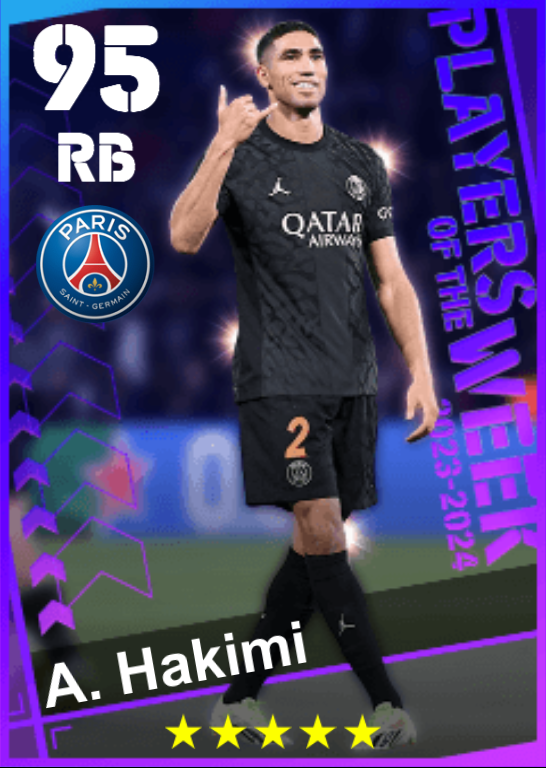 95
RB
PARIS
SAINT-GERMAIN
QATAR
AIRWAYS
2
PLAYERS
OF THE WEEK
2023-2024
A. Hakimi